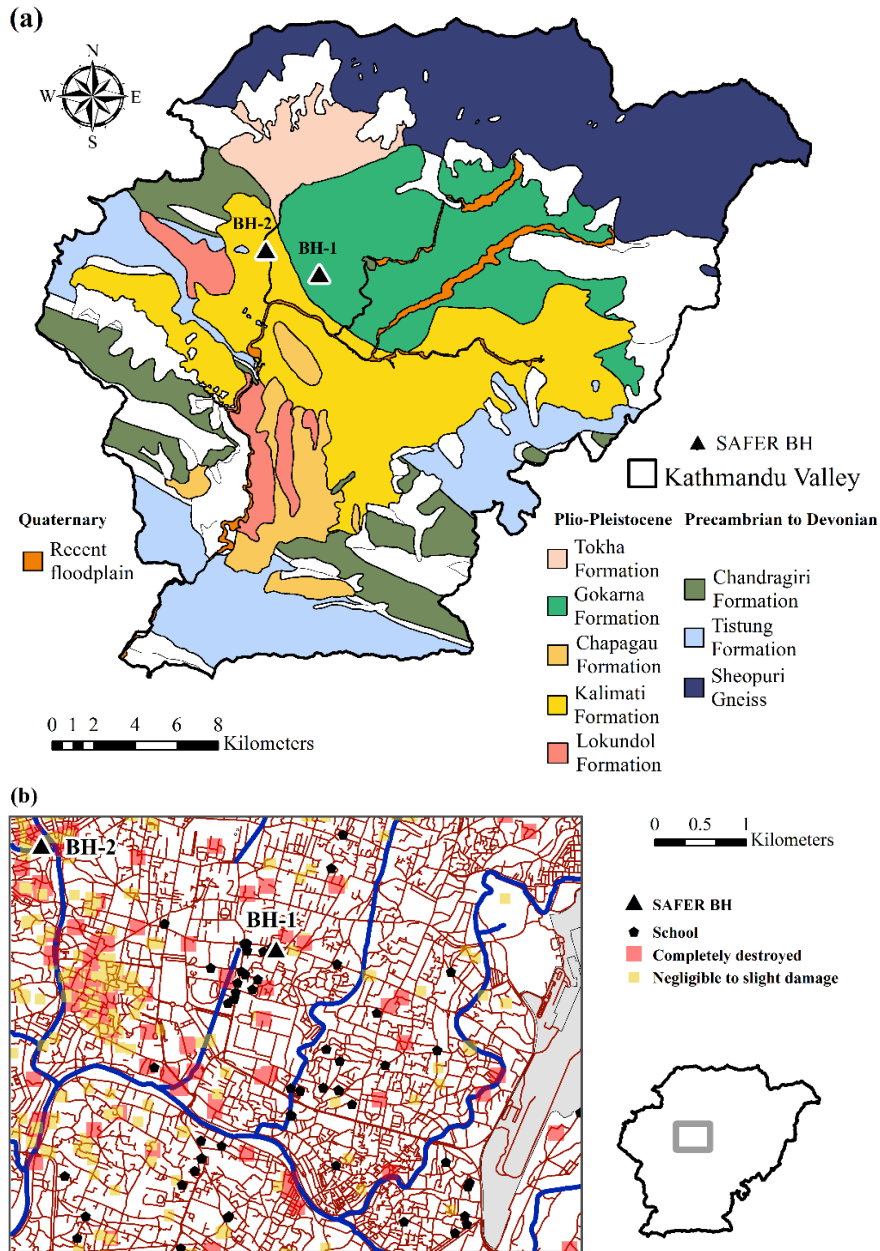 (a)
N
W E
S
BH-2
BH-1
SAFER BH
Kathmandu Valley
Quaternary
Recent
floodplain
Plio-Pleistocene
Tokha
Formation
Gokarna
Formation
Chapagau
Formation
Kalimati
Formation
Lokundol
Formation
Precambrian to Devonian
Chandragiri
Formation
Tistung
Formation
Sheopuri
Gneiss
0 1 2 4 6 8
Kilometers
(b)
BH-2
BH-1
0 0.5 1
Kilometers
SAFER BH
School
Completely destroyed
Negligible to slight damage